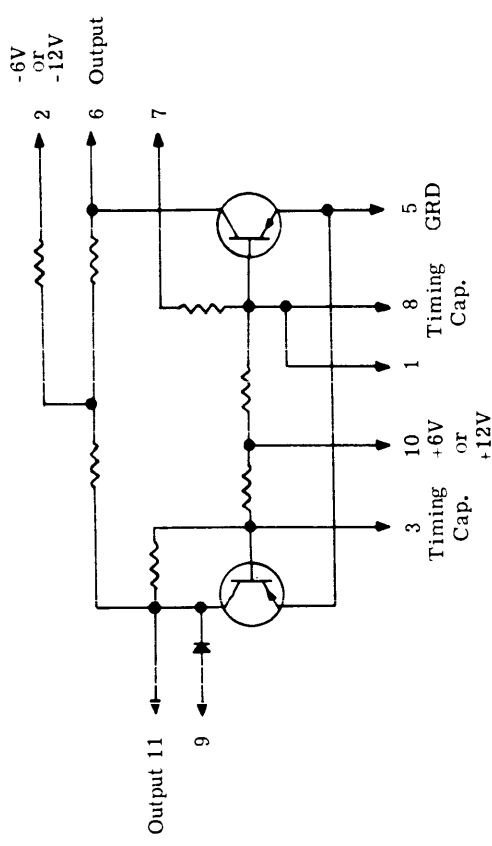 -6V
or
-12V
2
6 Output
7
5
GRD
8
Timing
Cap.
1
10
+6V
or
+12V
3
Timing
Cap.
9
Output 11